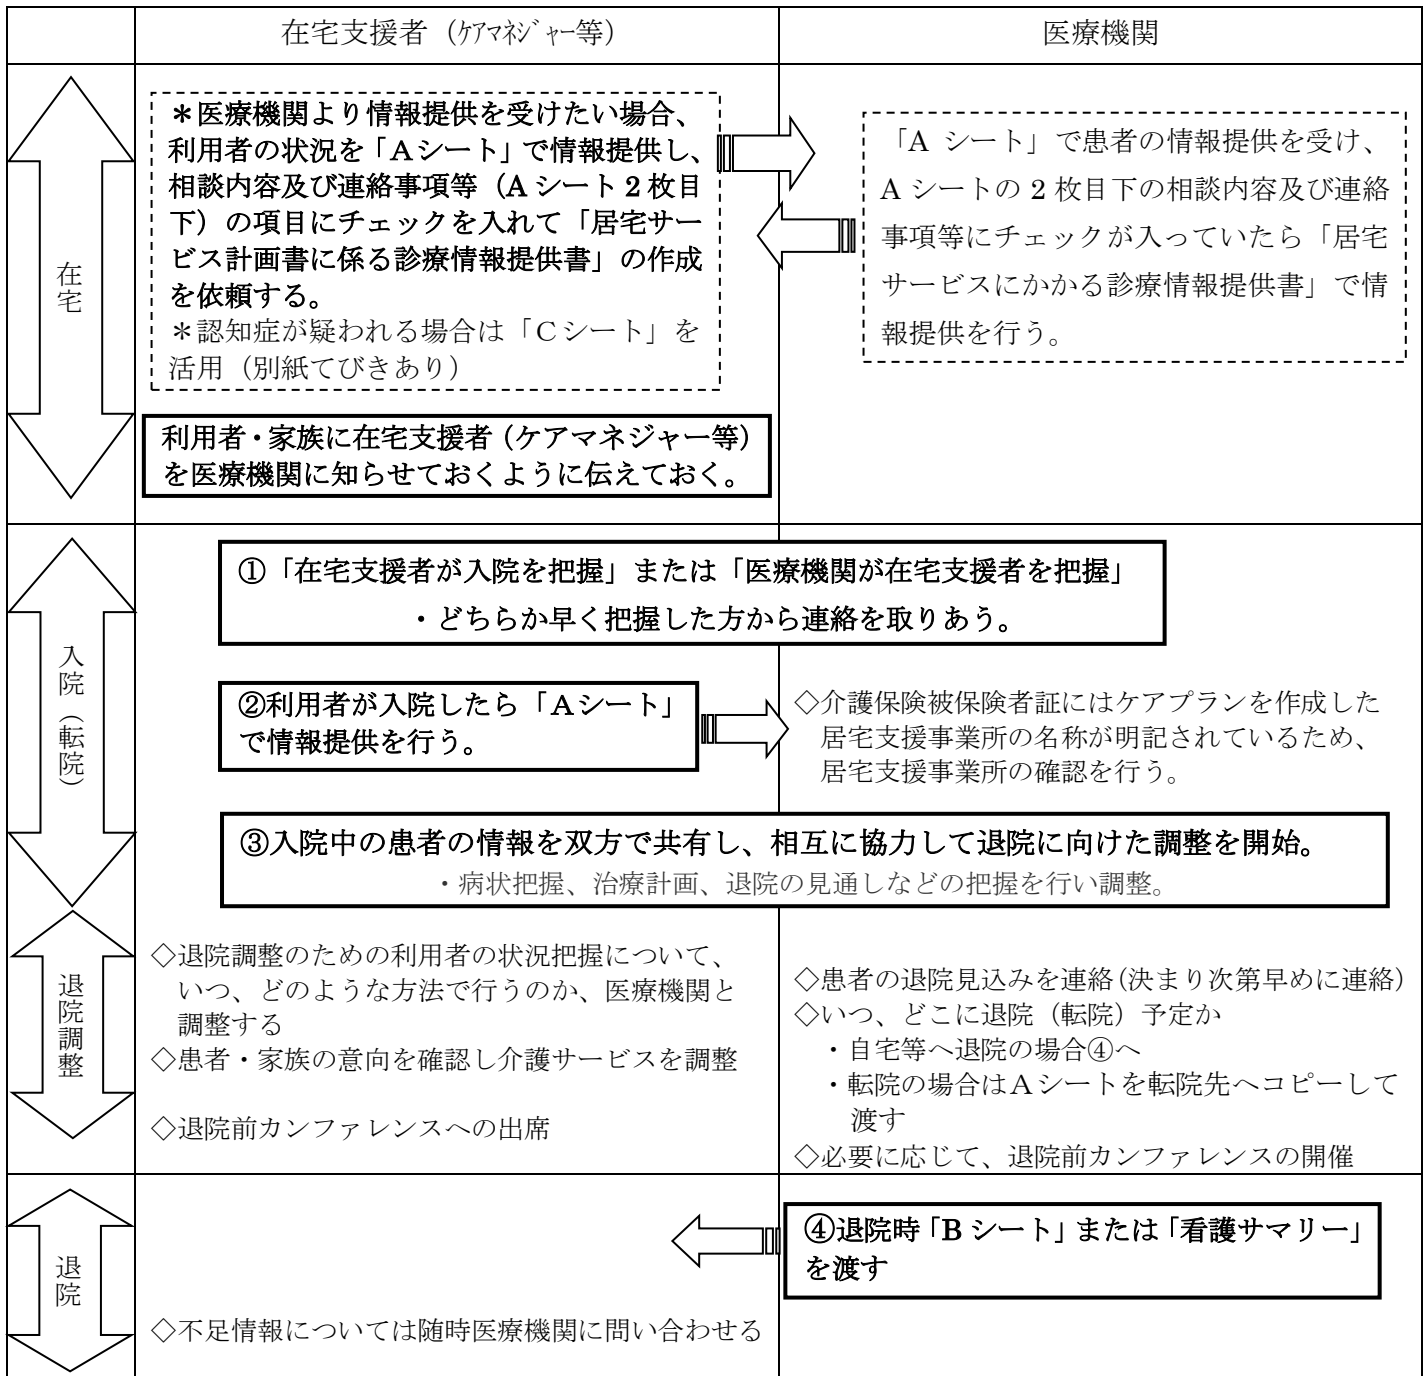 在宅支援者（ｹｱﾏﾈｼﾞｬｰ等）
医療機関
在宅
＊医療機関より情報提供を受けたい場合、
利用者の状況を「Ａシート」で情報提供し、
相談内容及び連絡事項等（A シート 2 枚目
下）の項目にチェックを入れて「居宅サー
ビス計画書に係る診療情報提供書」の作成
を依頼する。
＊認知症が疑われる場合は「Ｃシート」を
活用（別紙てびきあり）
「A シート」で患者の情報提供を受け、
A シートの 2 枚目下の相談内容及び連絡
事項等にチェックが入っていたら「居宅
サービスにかかる診療情報提供書」で情
報提供を行う。
利用者・家族に在宅支援者（ケアマネジャー等）
を医療機関に知らせておくように伝えておく。
入院（転院）
①「在宅支援者が入院を把握」または「医療機関が在宅支援者を把握」
・どちらか早く把握した方から連絡を取りあう。
②利用者が入院したら「Ａシート」
で情報提供を行う。
◇介護保険被保険者証にはケアプランを作成した
居宅支援事業所の名称が明記されているため、
居宅支援事業所の確認を行う。
③入院中の患者の情報を双方で共有し、相互に協力して退院に向けた調整を開始。
・病状把握、治療計画、退院の見通しなどの把握を行い調整。
退院調整
◇退院調整のための利用者の状況把握について、
いつ、どのような方法で行うのか、医療機関と
調整する
◇患者・家族の意向を確認し介護サービスを調整
◇退院前カンファレンスへの出席
◇患者の退院見込みを連絡(決まり次第早めに連絡)
◇いつ、どこに退院（転院）予定か
・自宅等へ退院の場合④へ
・転院の場合はＡシートを転院先へコピーして
渡す
◇必要に応じて、退院前カンファレンスの開催
退院
④退院時「B シート」または「看護サマリー」
を渡す
◇不足情報については随時医療機関に問い合わせる